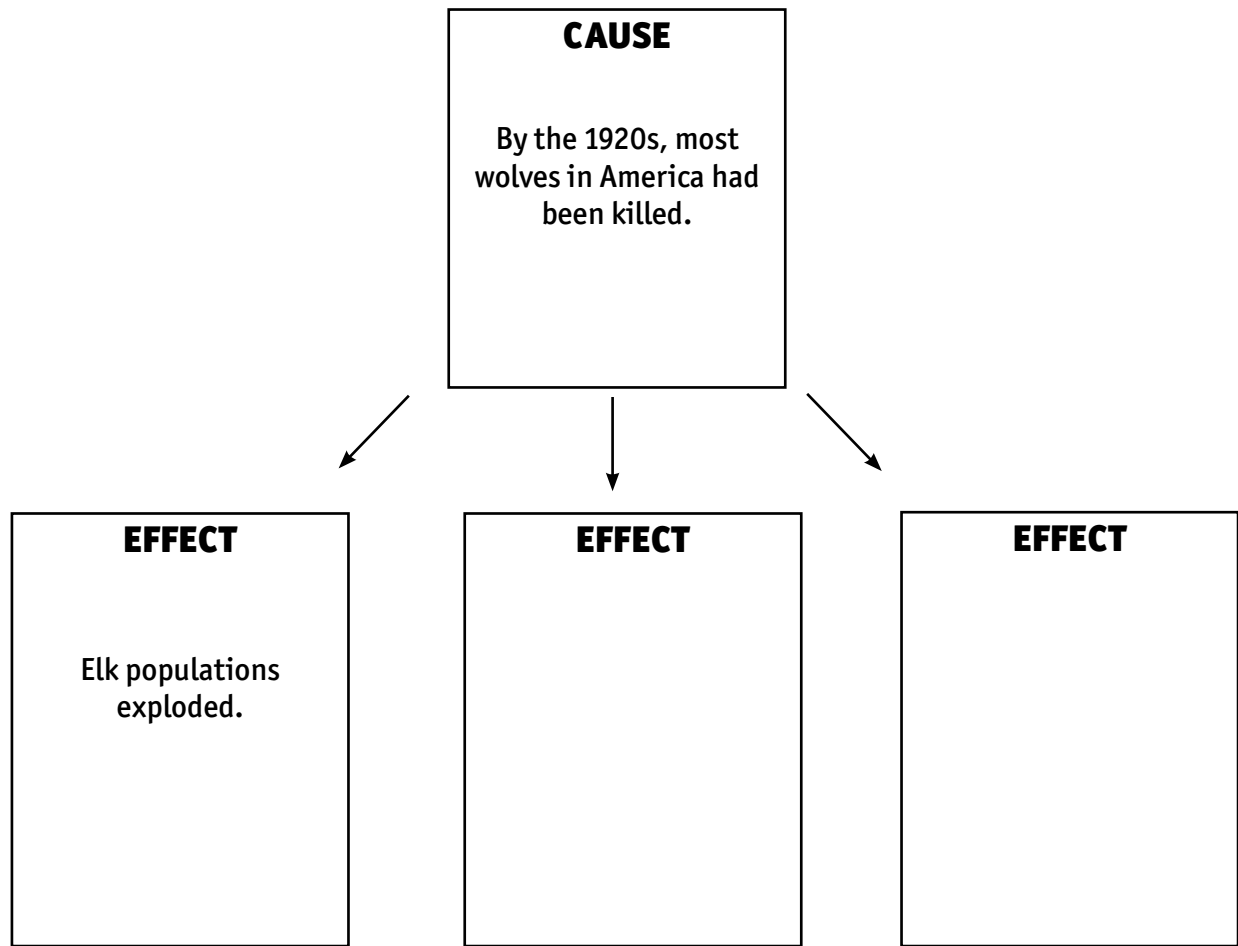 CAUSE
By the 1920s, most
wolves in America had
been killed.
EFFECT
Elk populations
exploded.
EFFECT
EFFECT